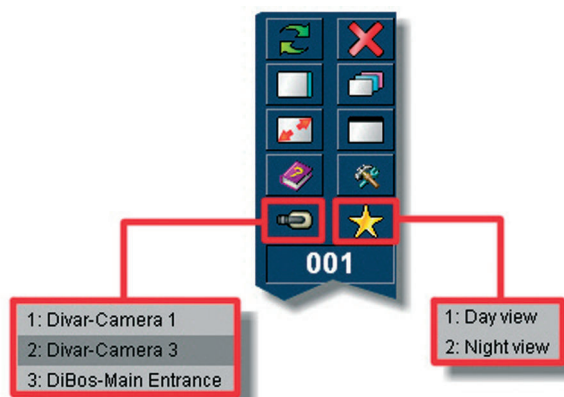 001
1: Divar-Camera 1
2: Divar-Camera 3
3: DiBos-Main Entrance
1: Day view
2: Night view